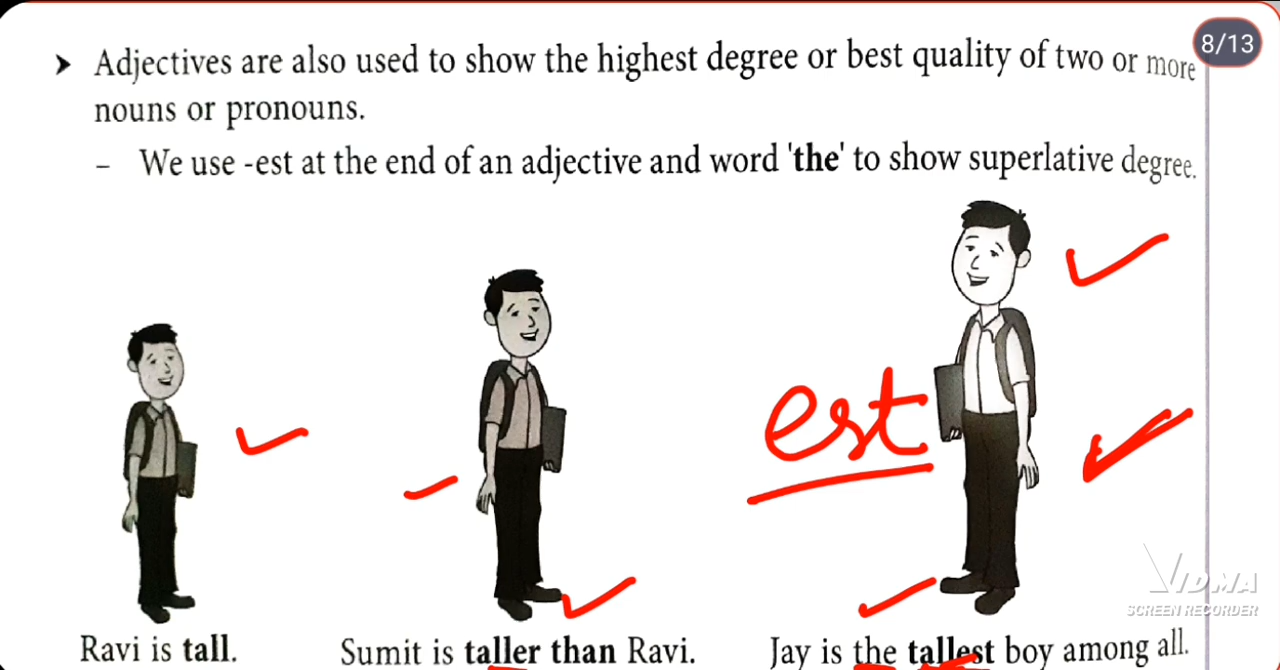 ➤ Adjectives are also used to show the highest degree or best quality of two or more
8/13
nouns or pronouns.
– We use -est at the end of an adjective and word 'the' to show superlative degree.
est
VIDMA
SCREEN RECORDER
Ravi is tall.
Sumit is taller than Ravi.
Jay is the tallest boy among all.